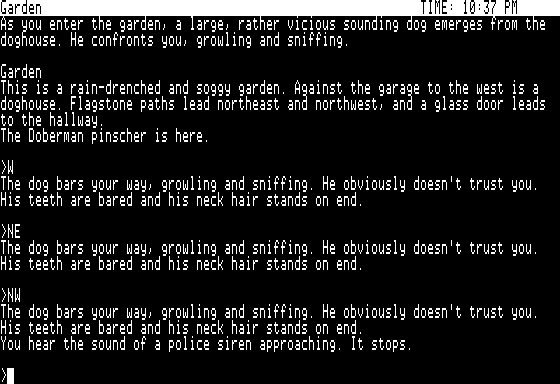 Garden TIME: 10:37 PM
As you enter the garden, a large, rather vicious sounding dog emerges from the
doghouse. He confronts you, growling and sniffing.
Garden
This is a rain-drenched and soggy garden. Against the garage to the west is a
doghouse. Flagstone paths lead northeast and northwest, and a glass door leads
to the hallway.
The Doberman pinscher is here.
>W
The dog bars your way, growling and sniffing. He obviously doesn't trust you.
His teeth are bared and his neck hair stands on end.
>NE
The dog bars your way, growling and sniffing. He obviously doesn't trust you.
His teeth are bared and his neck hair stands on end.
>NW
The dog bars your way, growling and sniffing. He obviously doesn't trust you.
His teeth are bared and his neck hair stands on end.
You hear the sound of a police siren approaching. It stops.
>